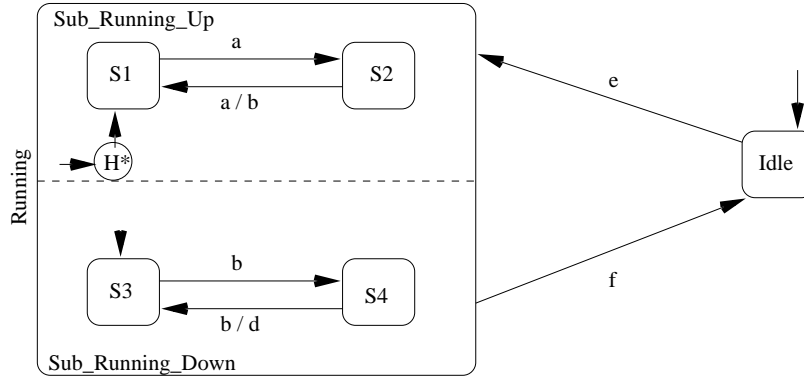 Sub_Running_Up
a
S1
S2
a / b
e
H*
Idle
Running
b
S3
S4
b / d
f
Sub_Running_Down